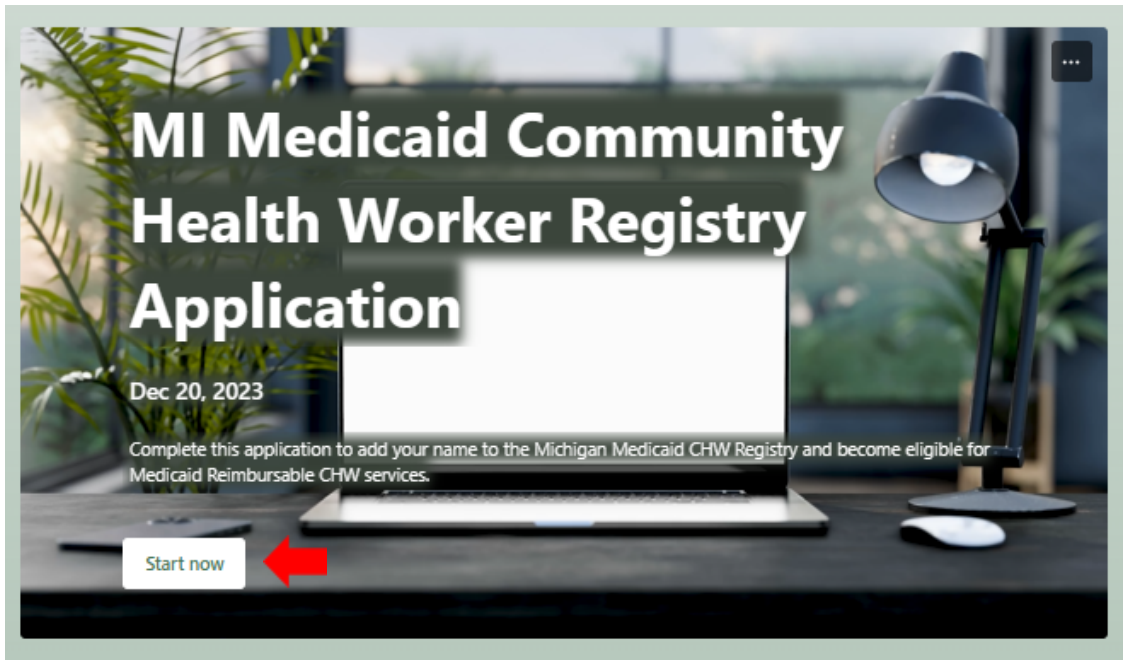 MI Medicaid Community
Health Worker Registry
Application
Dec 20, 2023
Complete this application to add your name to the Michigan Medicaid CHW Registry and become eligible for
Medicaid Reimbursable CHW services.
Start now